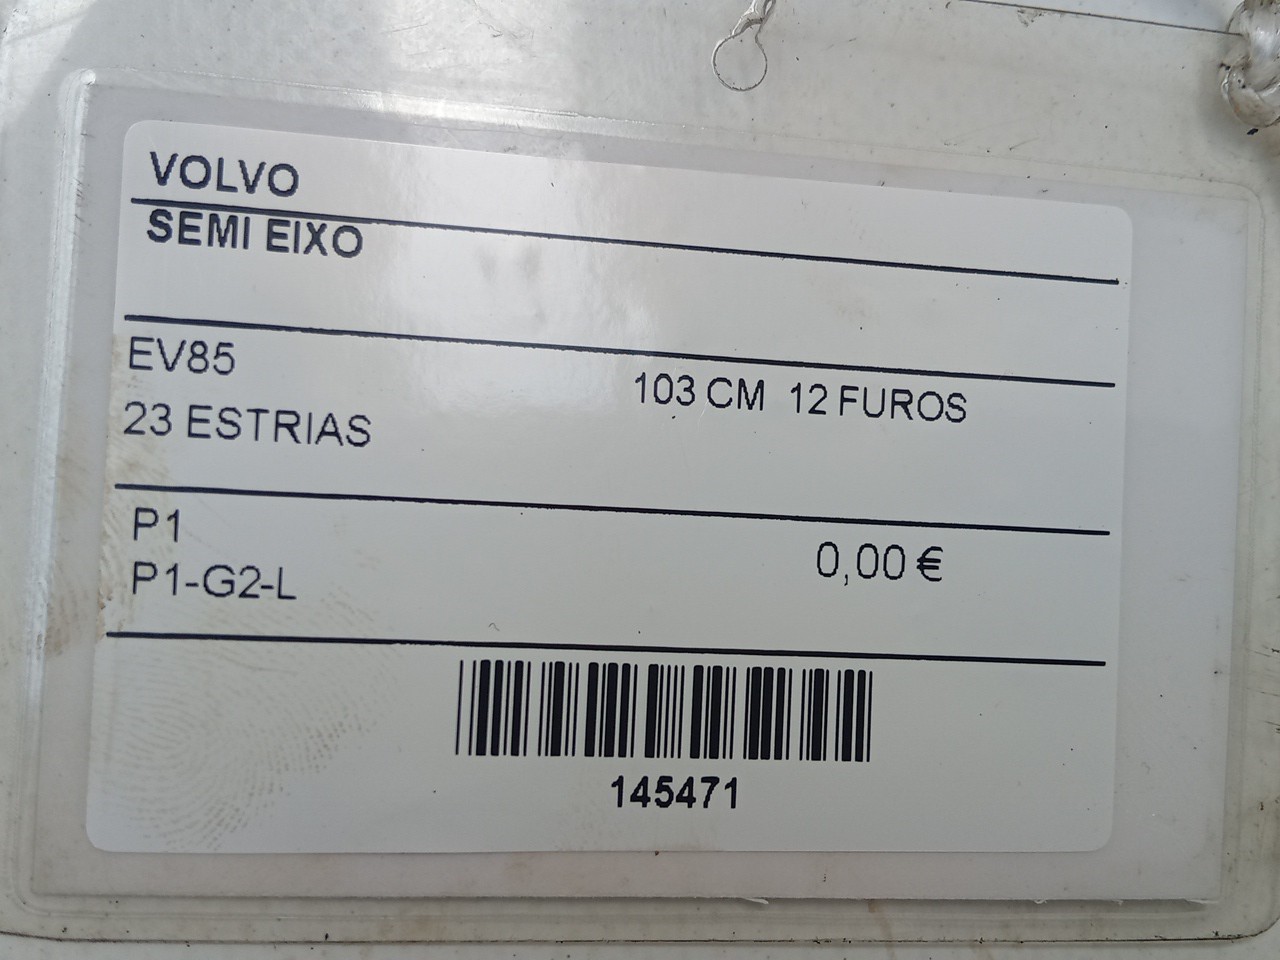 VOLVO
SEMI EIXO
EV85
103 CM 12 FUROS
23 ESTRIAS
P1
0,00 €
P1-G2-L
145471